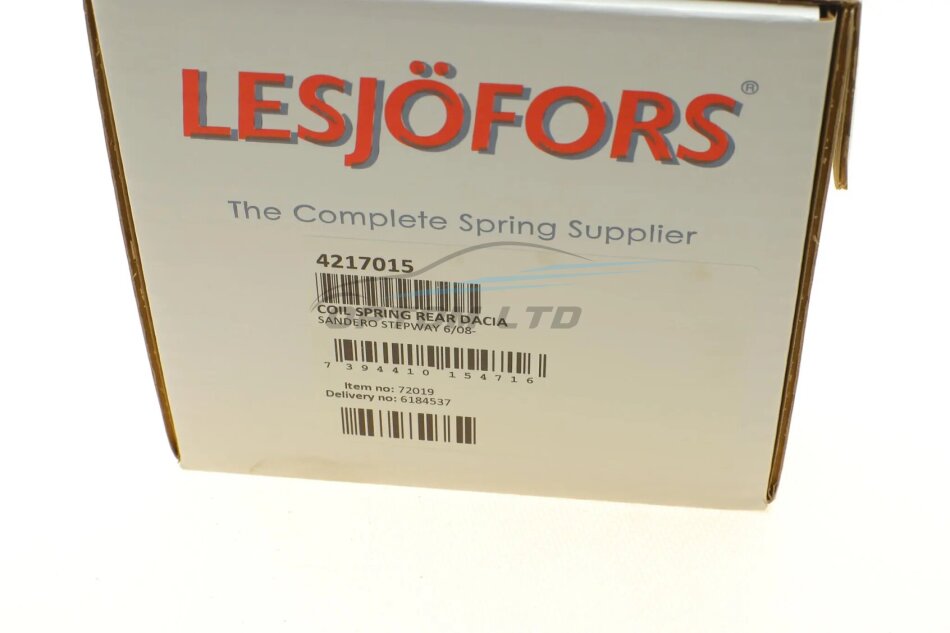 LESJÖFORS®
The Complete Spring Supplier
4217015
COIL SPRING REAR DACIA
SANDERO STEPWAY 6/08-
7 394410 154716
Item no: 72019
Delivery no: 6184537
LTD